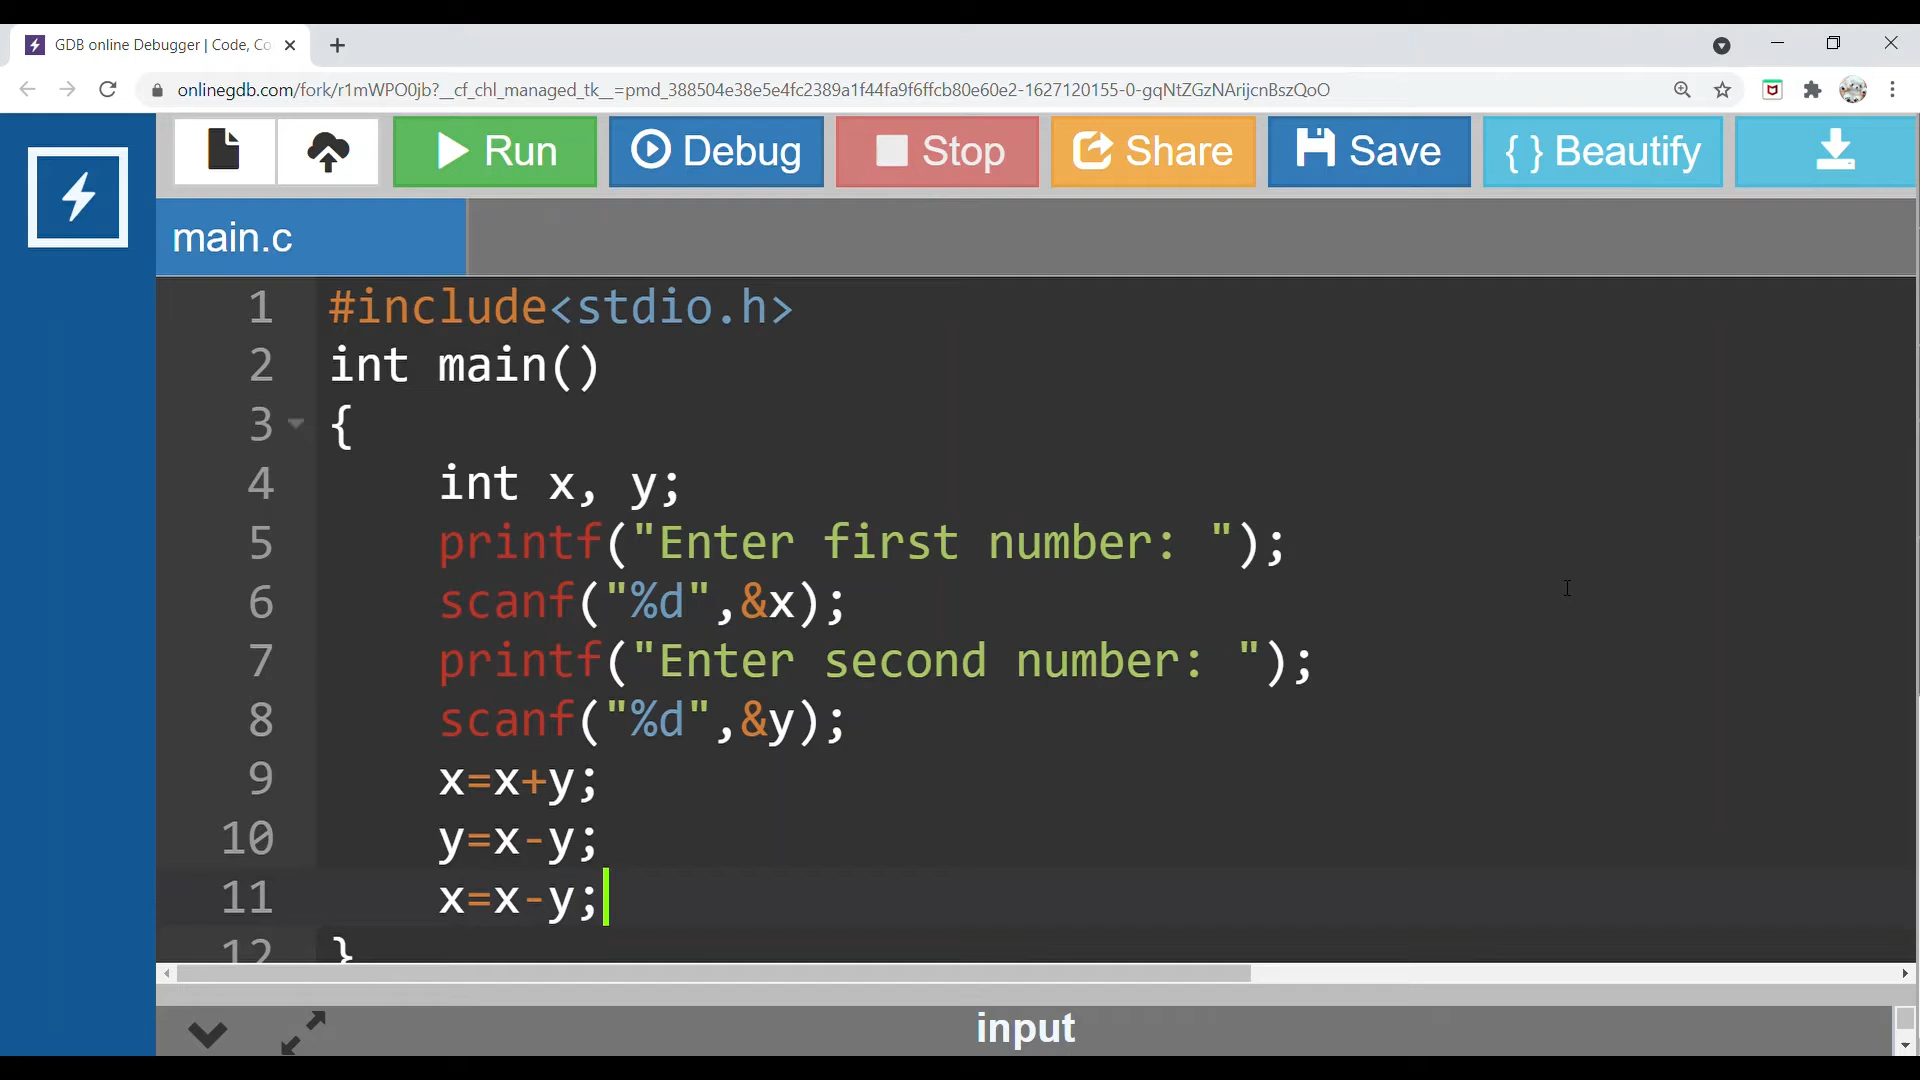 GDB online Debugger | Code, Co
onlinegdb.com/fork/r1mWPO0jb?__cf_chl_managed_tk__=pmd_388504e38e5e4fc2389a1f44fa9f6ffcb80e60e2-1627120155-0-gqNtZGzNArijcnBszQoO
Run Debug Stop Share Save { } Beautify
main.c
1 #include<stdio.h>
2 int main()
3 {
4 int x, y;
5 printf("Enter first number: ");
6 scanf("%d",&x);
7 printf("Enter second number: ");
8 scanf("%d",&y);
9 x=x+y;
10 y=x-y;
11 x=x-y;
12 }
input